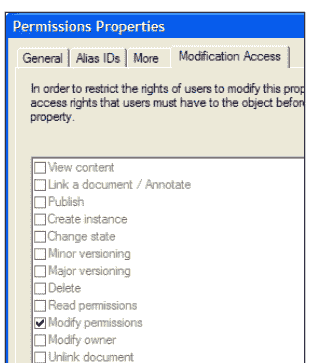 Permissions Properties
General Alias IDs More Modification Access
In order to restrict the rights of users to modify this
access rights that users must have to the object
property.
View content
Link a document / Annotate
Publish
Create instance
Change state
Minor versioning
Major versioning
Delete
Read permissions
Modify permissions
Modify owner
Unlink document